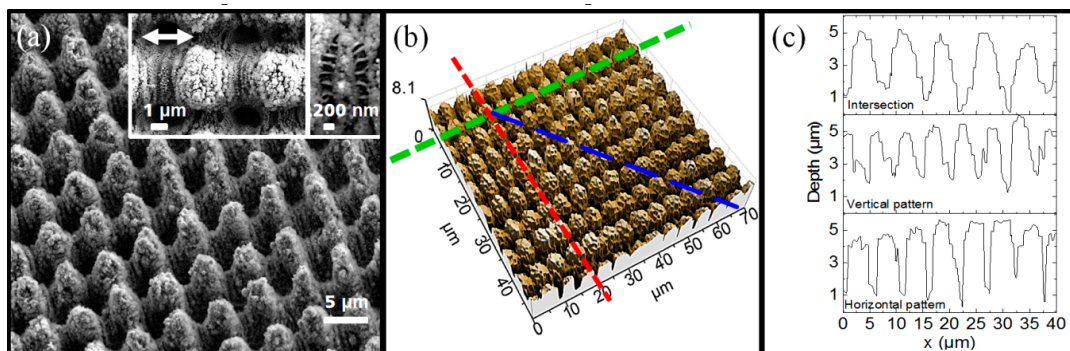 (a)
1 μm
200 nm
5 μm
(b)
8.1
0
10
20
30
40
μm
0
10
20
30
40
50
60
70
μm
(c)
5
3
1
Intersection
5
3
1
Vertical pattern
5
3
1
Horizontal pattern
Depth (μm)
0 5 10 15 20 25 30 35 40
x (μm)